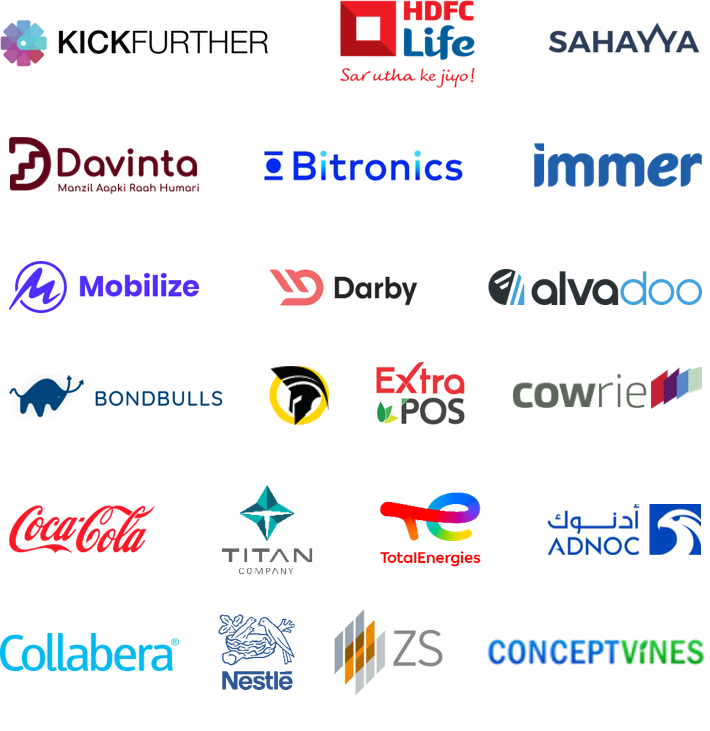 KICKFURTHER
HDFC
Life
Sar utha ke jiyo!
SAHAYYA
Davinta
Manzil Aapki Raah Humari
Bitronics
immer
Mobilize
Darby
alvadoo
BONDBULLS
Extra
POS
cowrie
Coca-Cola
TITAN
COMPANY
TotalEnergies
أدنوك
ADNOC
Collabera®
Nestlé
ZS
CONCEPTVINES